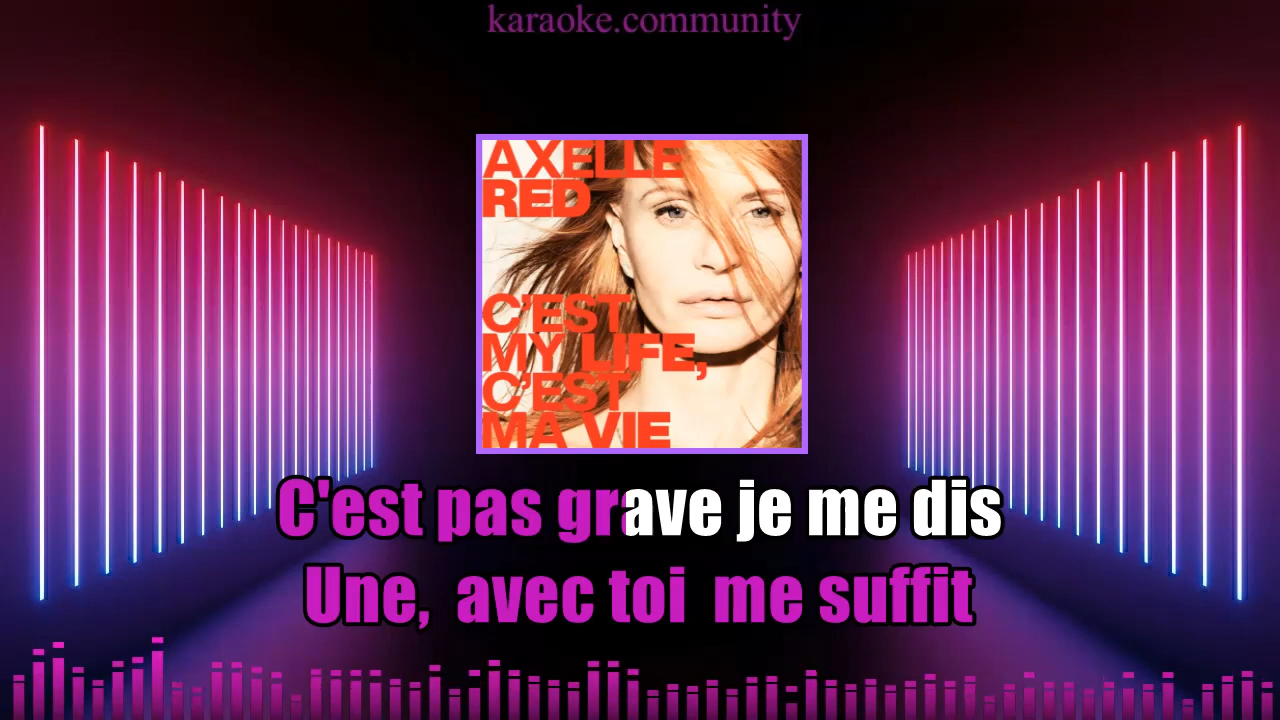 karaoke.community
AXELLE
RED
C'EST
MY LIFE,
C'EST
MA VIE
C'est pas grave je me dis
Une, avec toi me suffit